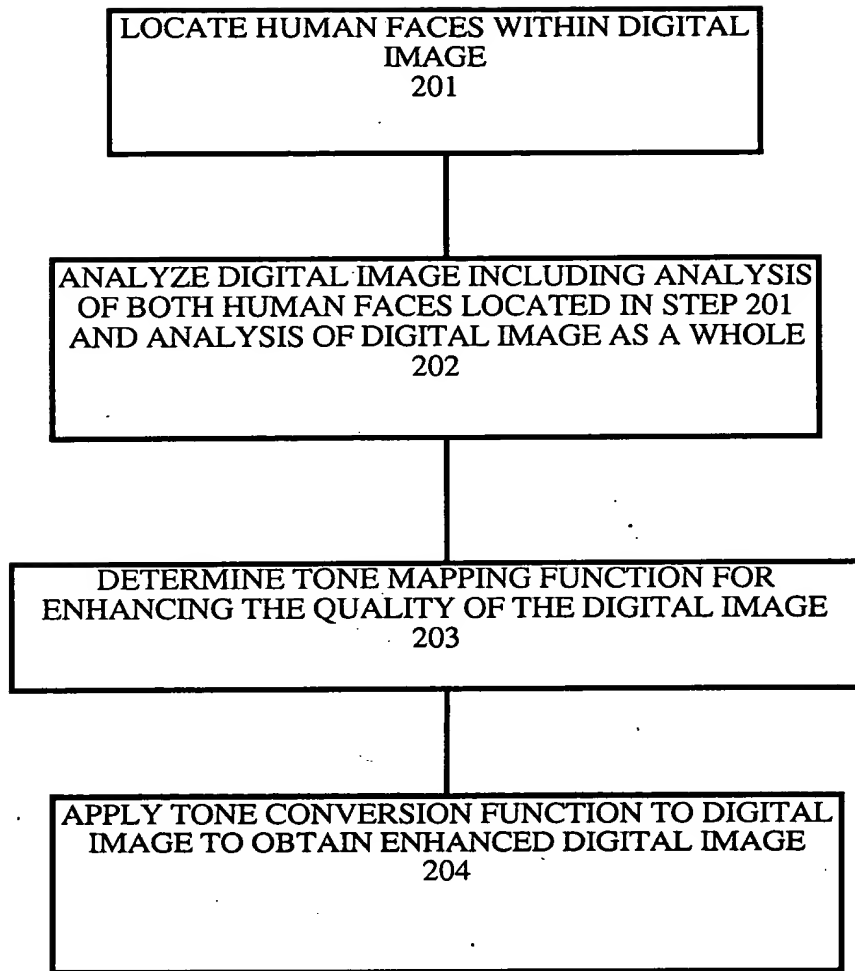 LOCATE HUMAN FACES WITHIN DIGITAL
IMAGE
201
ANALYZE DIGITAL IMAGE INCLUDING ANALYSIS
OF BOTH HUMAN FACES LOCATED IN STEP 201
AND ANALYSIS OF DIGITAL IMAGE AS A WHOLE
202
DETERMINE TONE MAPPING FUNCTION FOR
ENHANCING THE QUALITY OF THE DIGITAL IMAGE
203
APPLY TONE CONVERSION FUNCTION TO DIGITAL
IMAGE TO OBTAIN ENHANCED DIGITAL IMAGE
204